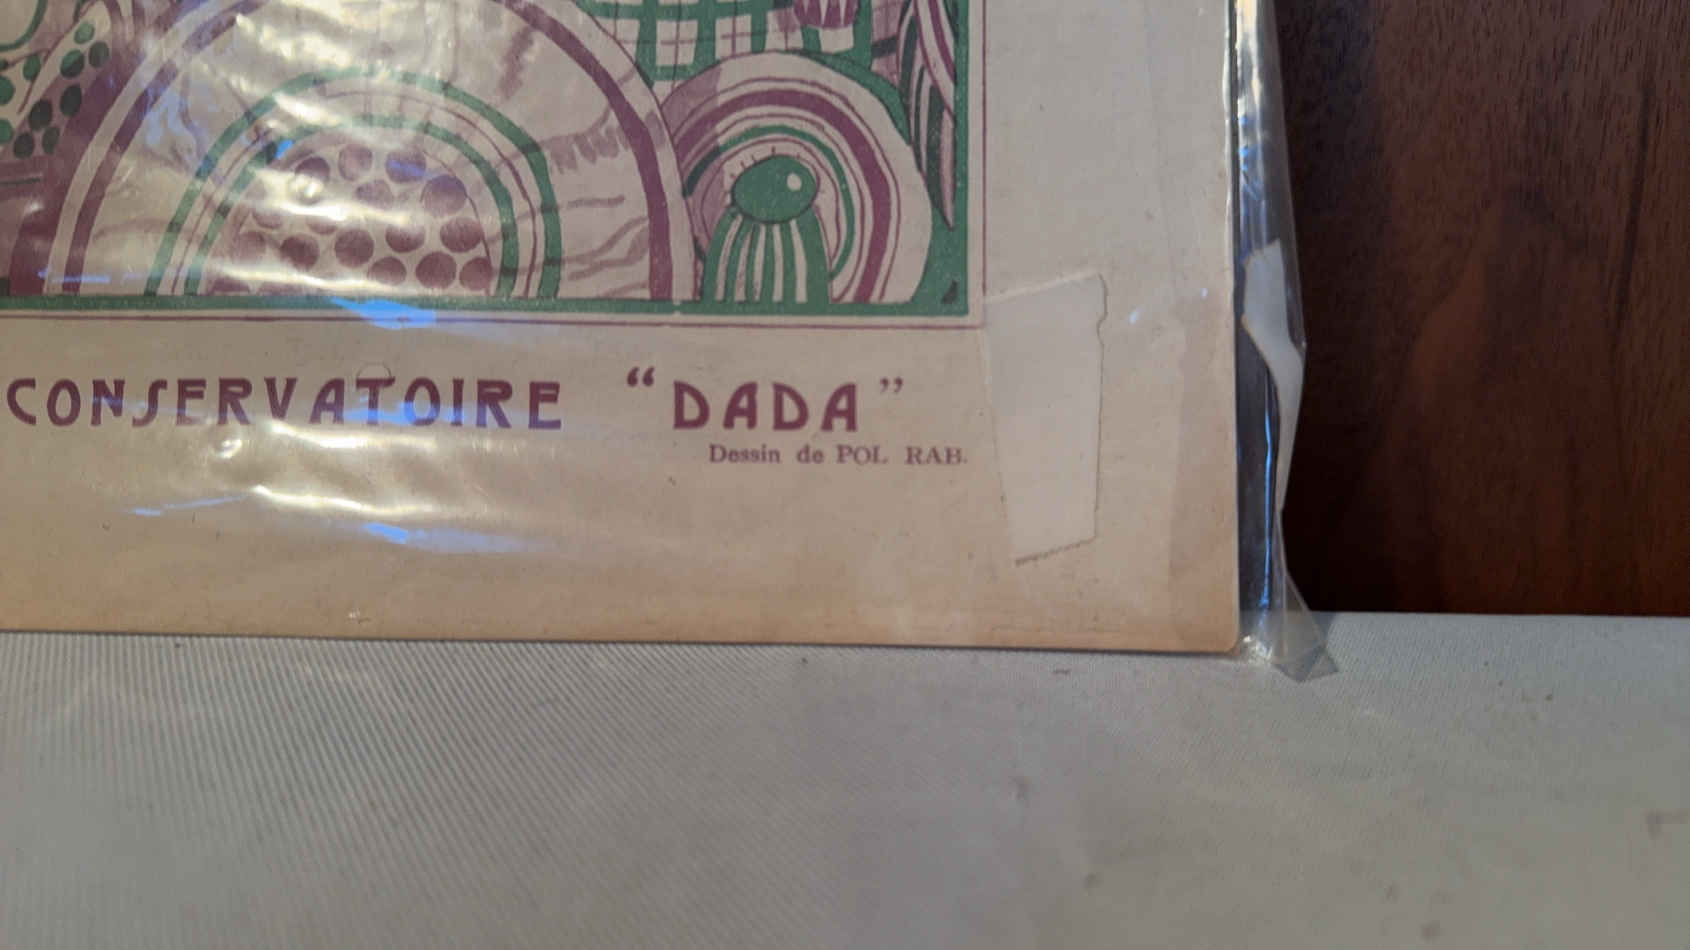 CONSERVATOIRE “DADA”
Dessin de POL RAB.